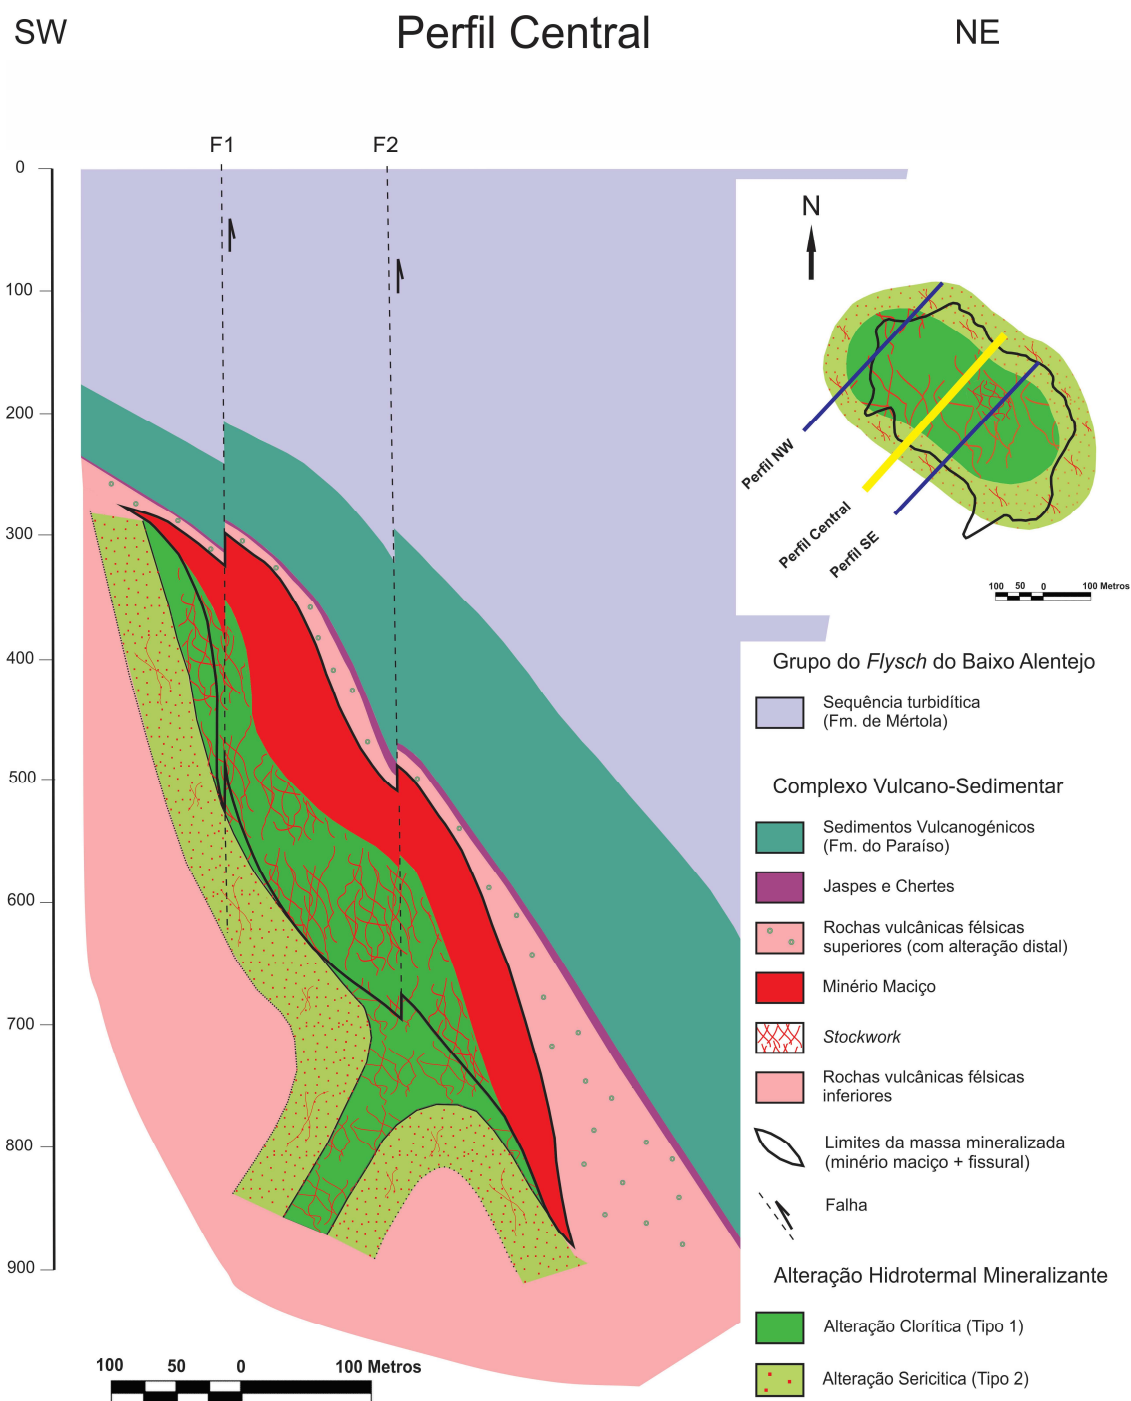 SW
Perfil Central
NE
F1
F2
0
100
200
300
400
500
600
700
800
900
N
Perfil NW
Perfil Central
Perfil SE
100 50 0 100 Metros
Grupo do Flysch do Baixo Alentejo
Sequência turbidítica
(Fm. de Mértola)
Complexo Vulcano-Sedimentar
Sedimentos Vulcanogénicos
(Fm. do Paraíso)
Jaspes e Chertes
Rochas vulcânicas félsicas
superiores (com alteração distal)
Minério Maciço
Stockwork
Rochas vulcânicas félsicas
inferiores
Limites da massa mineralizada
(minério maciço + fissural)
Falha
Alteração Hidrotermal Mineralizante
Alteração Clorítica (Tipo 1)
Alteração Sericitica (Tipo 2)
100 50 0 100 Metros